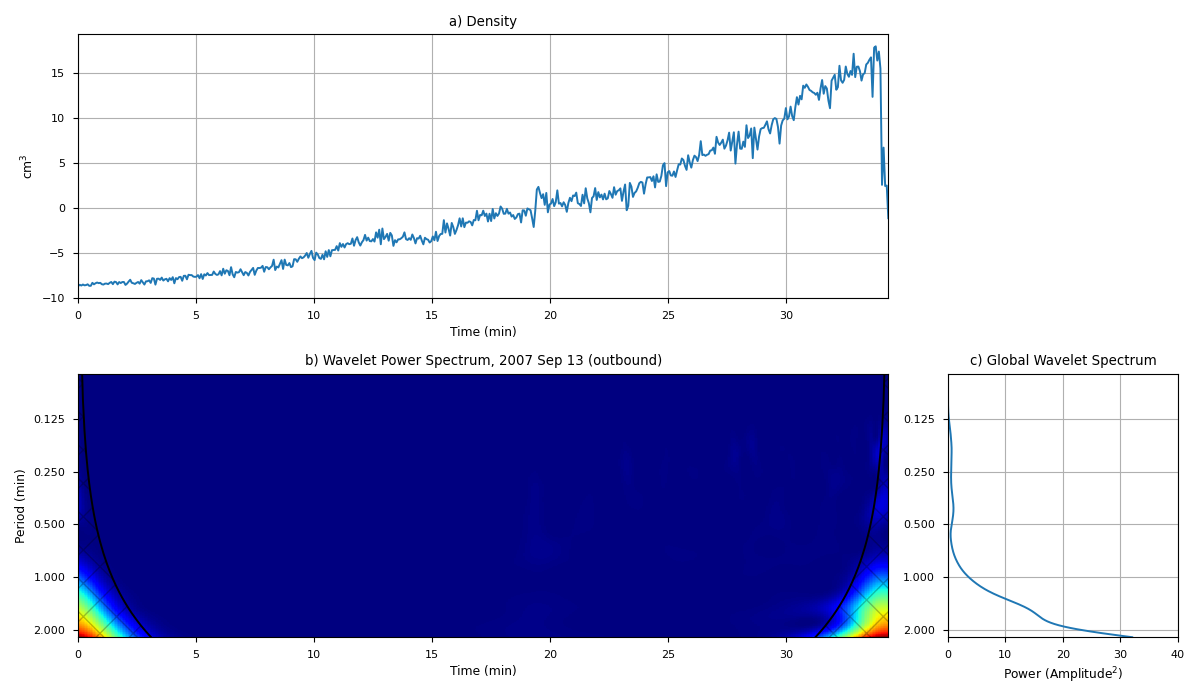 a) Density
cm³
15
10
5
0
−5
−10
0 5 10 15 20 25 30
Time (min)
b) Wavelet Power Spectrum, 2007 Sep 13 (outbound)
Period (min)
0.125
0.250
0.500
1.000
2.000
0 5 10 15 20 25 30
Time (min)
c) Global Wavelet Spectrum
0.125
0.250
0.500
1.000
2.000
0 10 20 30 40
Power (Amplitude²)